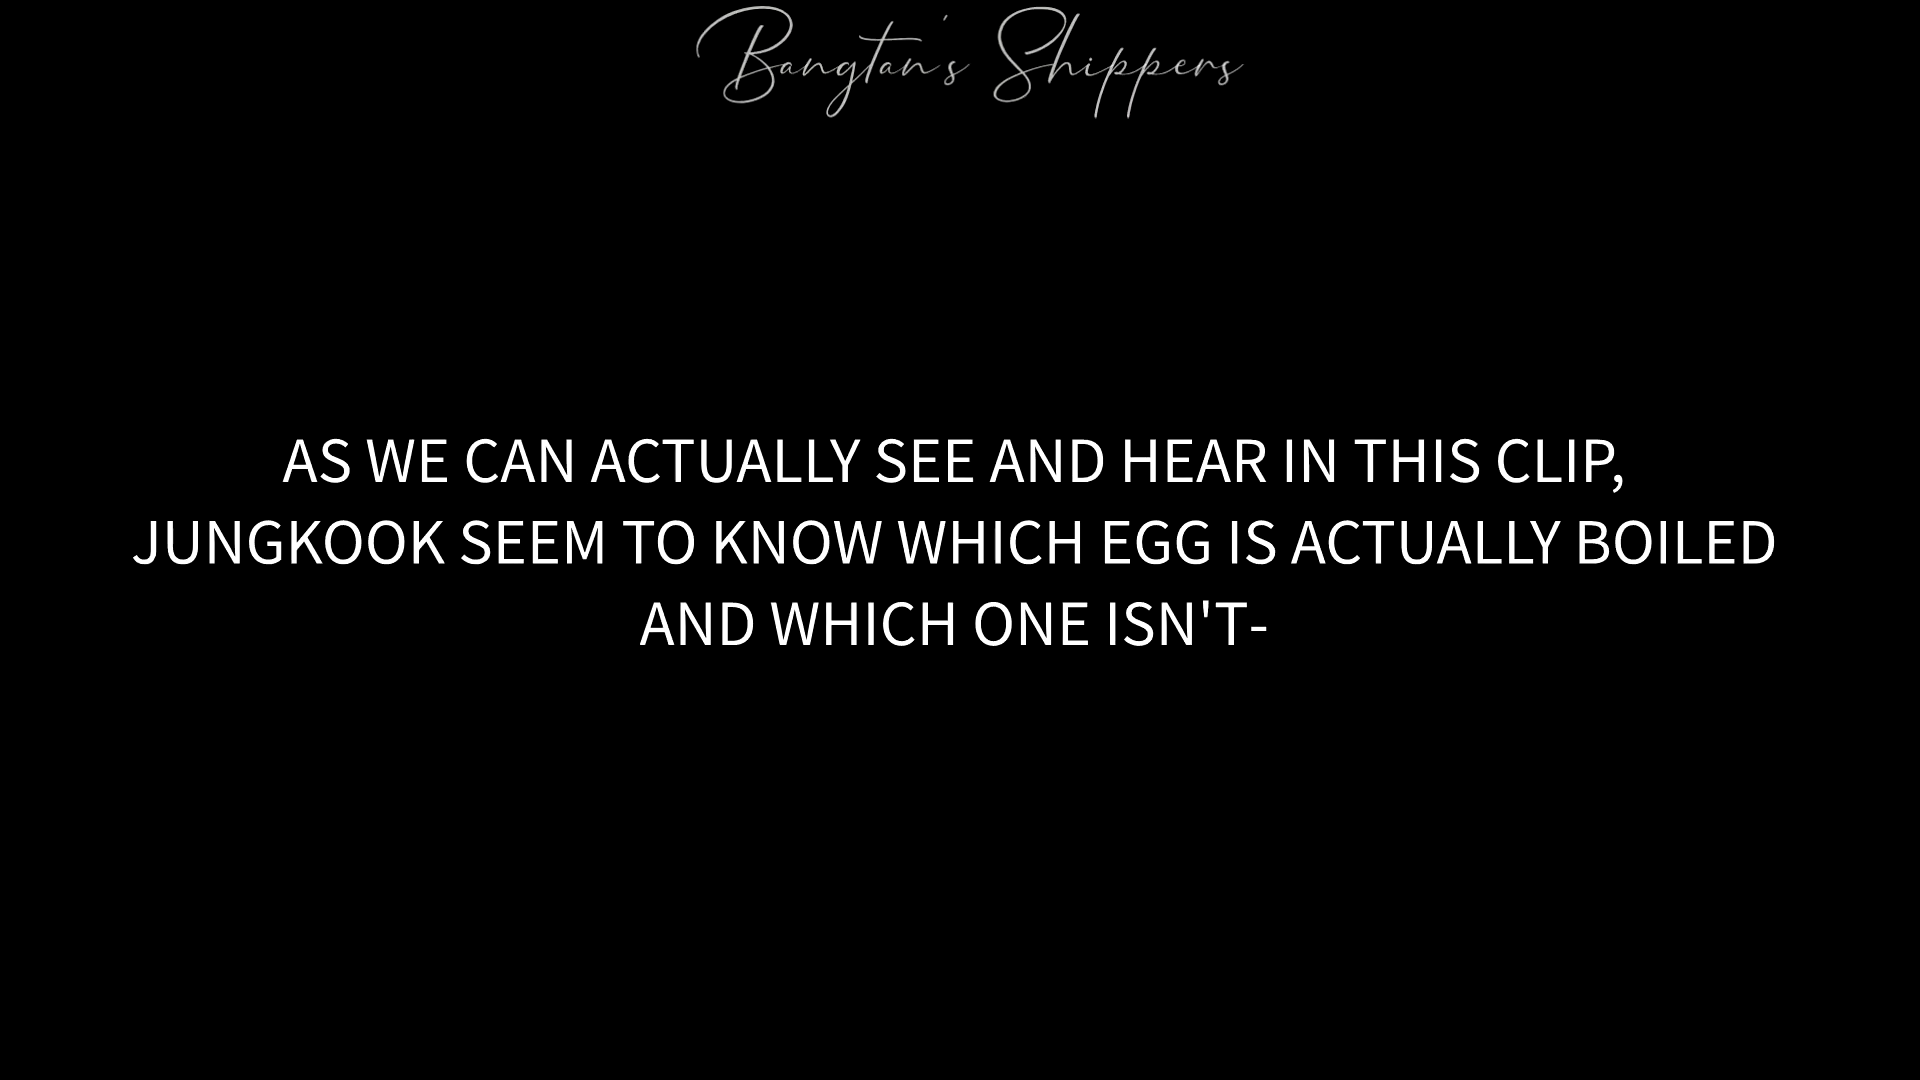 Bangtan's Shippers
AS WE CAN ACTUALLY SEE AND HEAR IN THIS CLIP,
JUNGKOOK SEEM TO KNOW WHICH EGG IS ACTUALLY BOILED
AND WHICH ONE ISN'T-